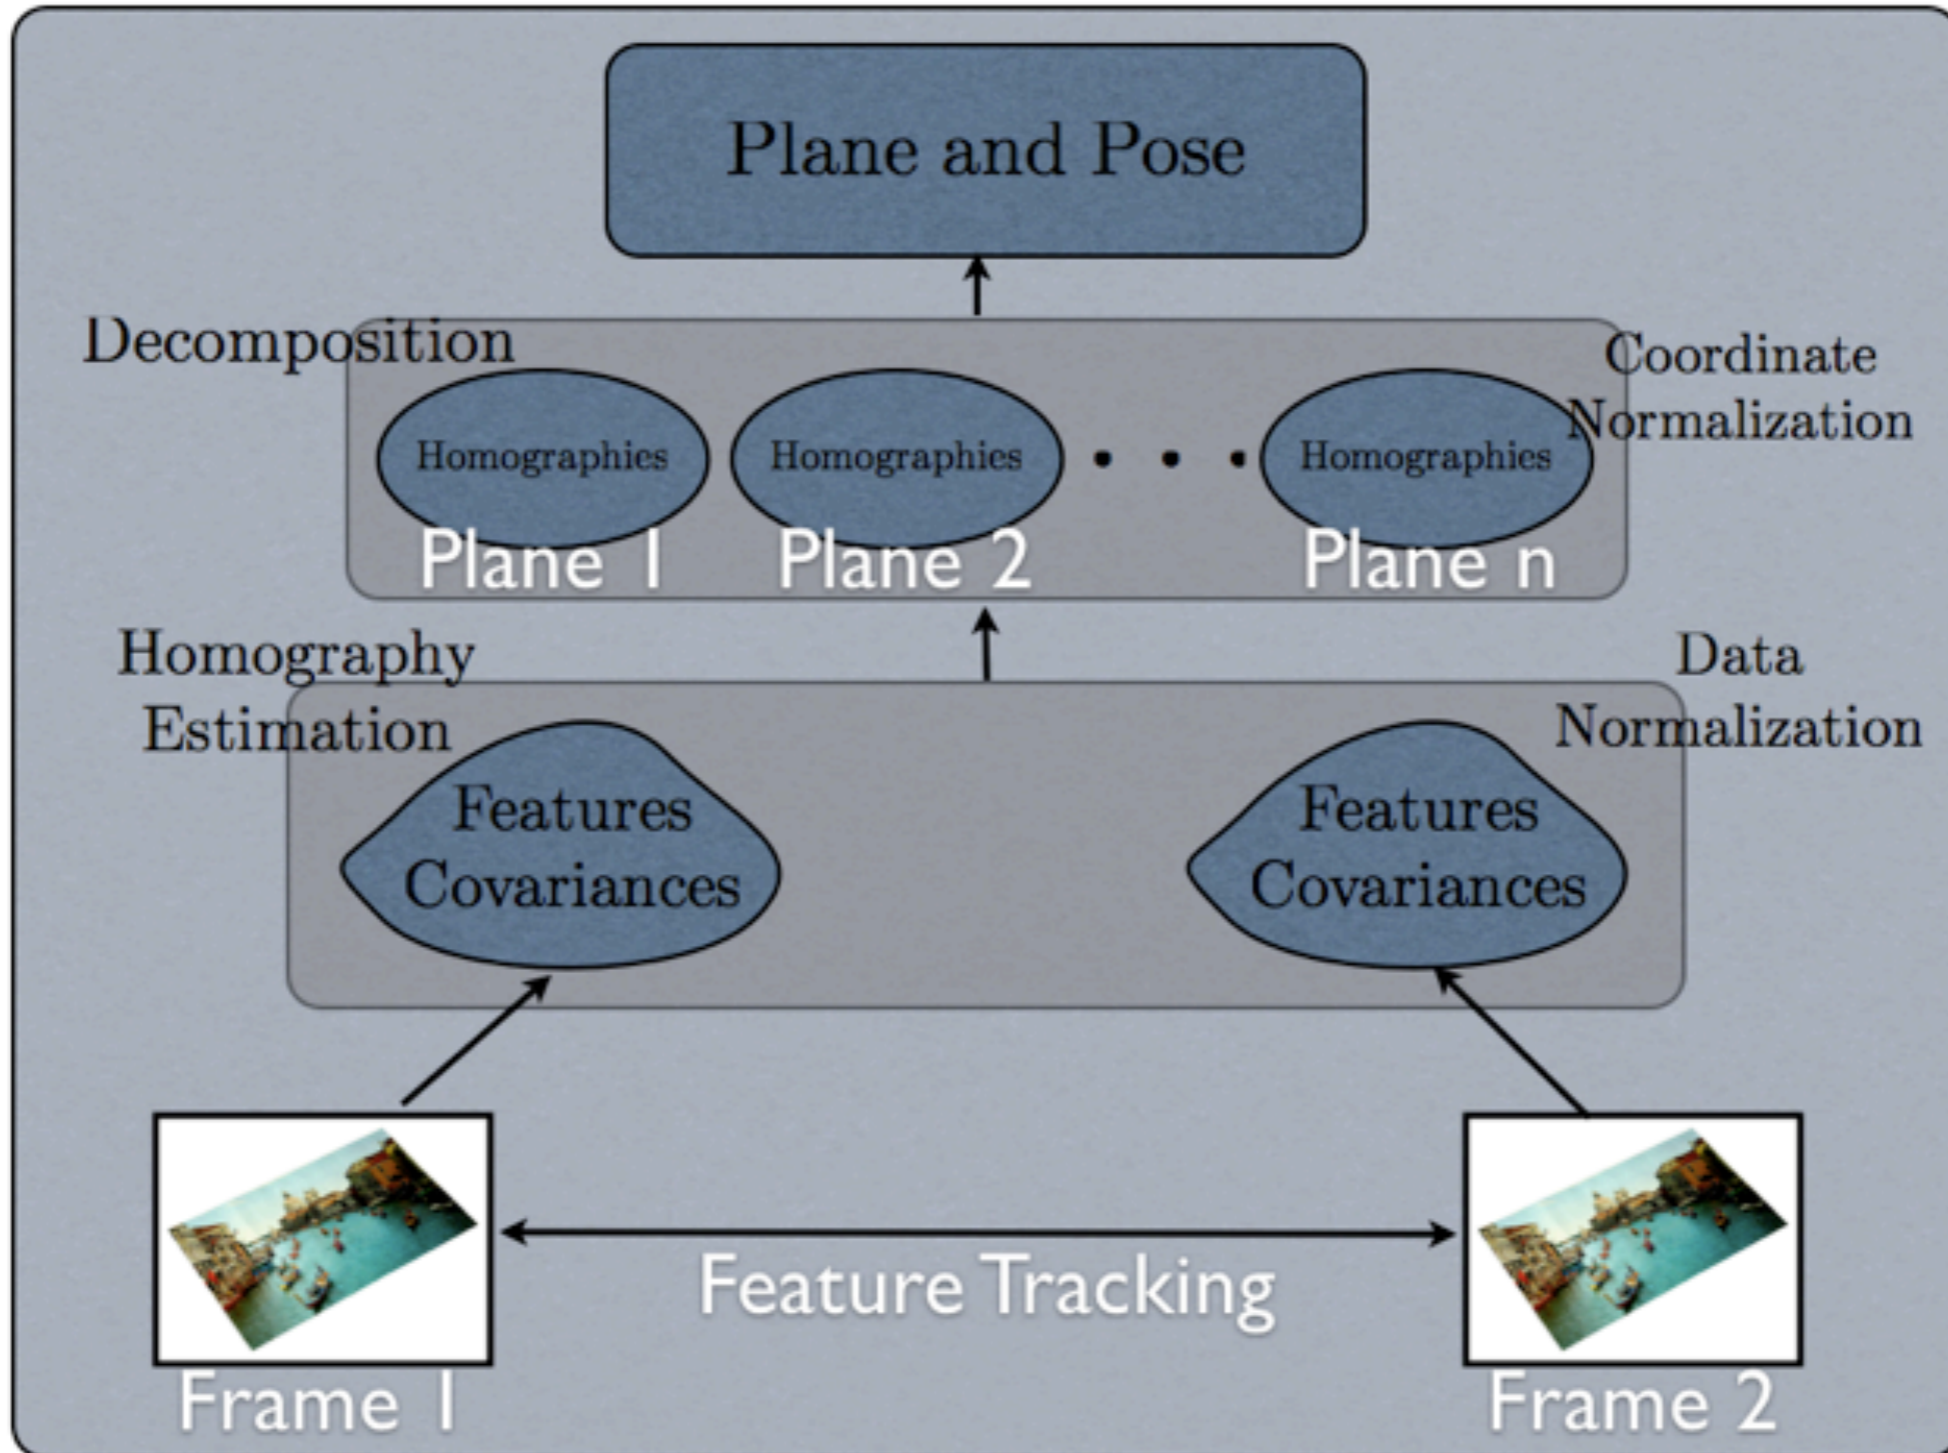 Plane and Pose
Decomposition
Coordinate
Normalization
Homographies
Homographies
Homographies
Plane 1
Plane 2
Plane n
Homography
Estimation
Data
Normalization
Features
Covariances
Features
Covariances
Feature Tracking
Frame 1
Frame 2